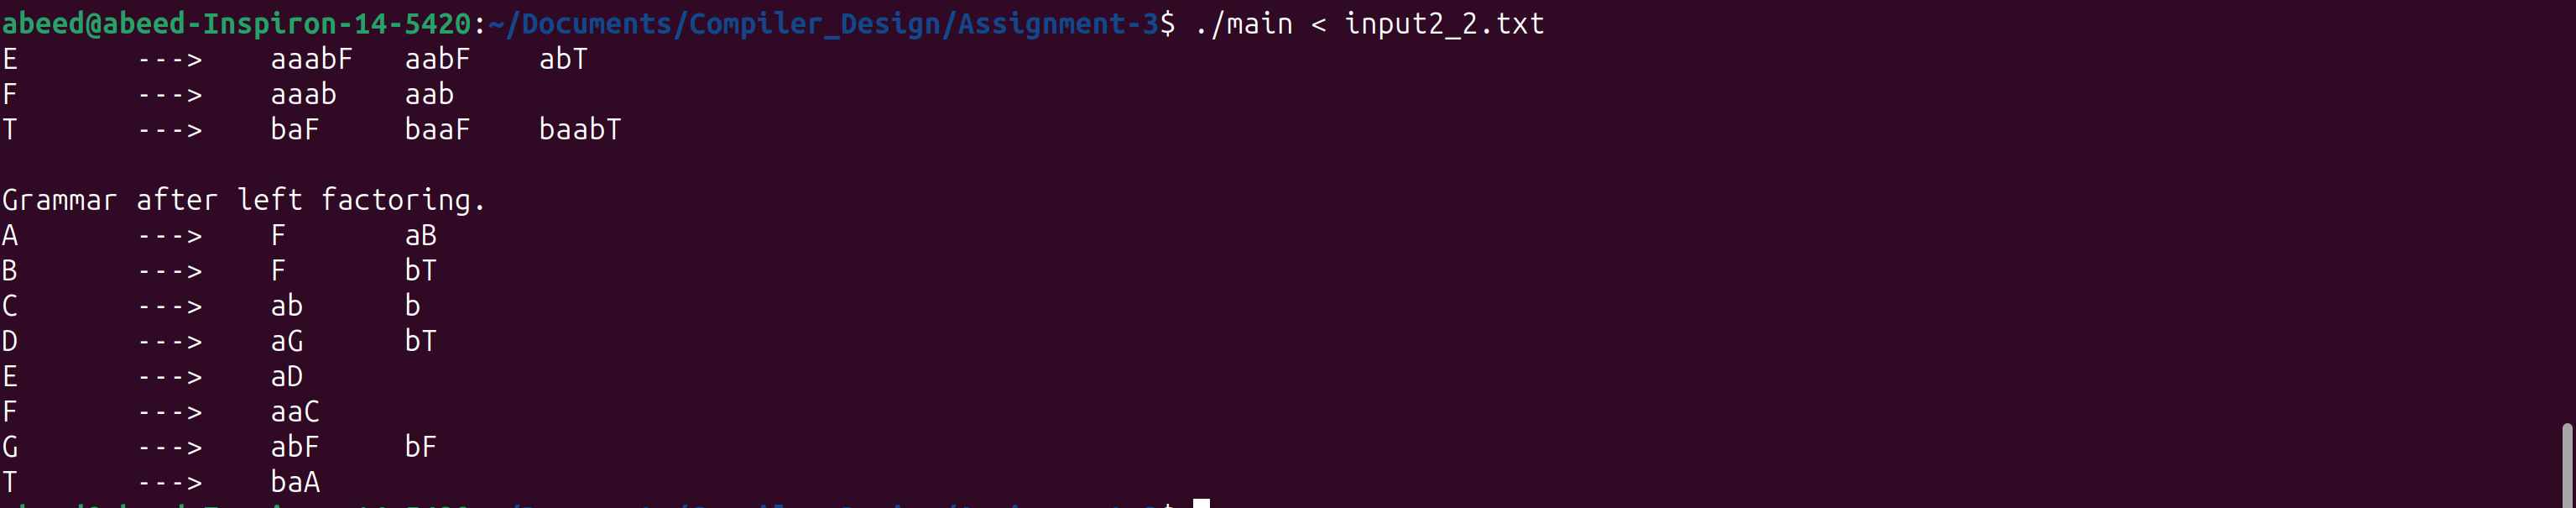 abeed@abeed-Inspiron-14-5420:~/Documents/Compiler_Design/Assignment-3$ ./main < input2_2.txt
E ---> aaabF aabF abT
F ---> aaab aab
T ---> baF baaF baabT
Grammar after left factoring.
A ---> F aB
B ---> F bT
C ---> ab b
D ---> aG bT
E ---> aD
F ---> aaC
G ---> abF bF
T ---> baA